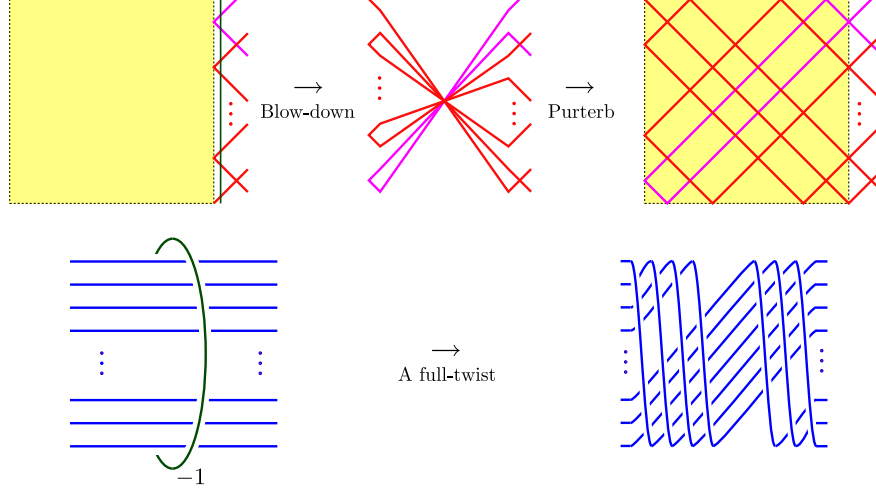 → →
Blow-down Purterb
→
A full-twist
−1